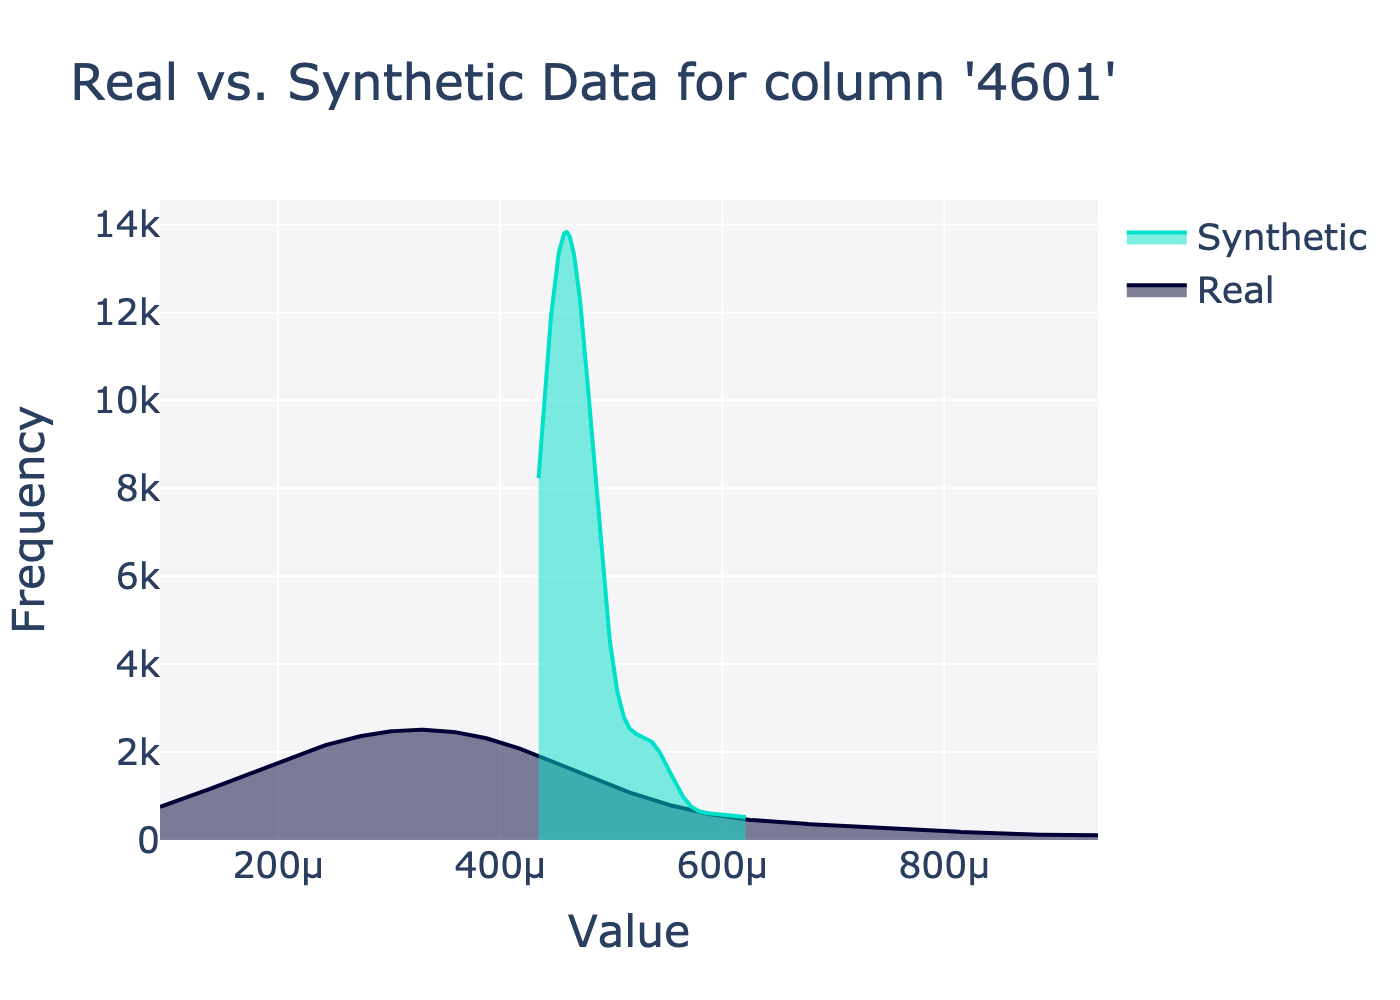 Real vs. Synthetic Data for column '4601'
Synthetic
Real
14k
12k
10k
8k
6k
4k
2k
0
Frequency
200μ
400μ
600μ
800μ
Value